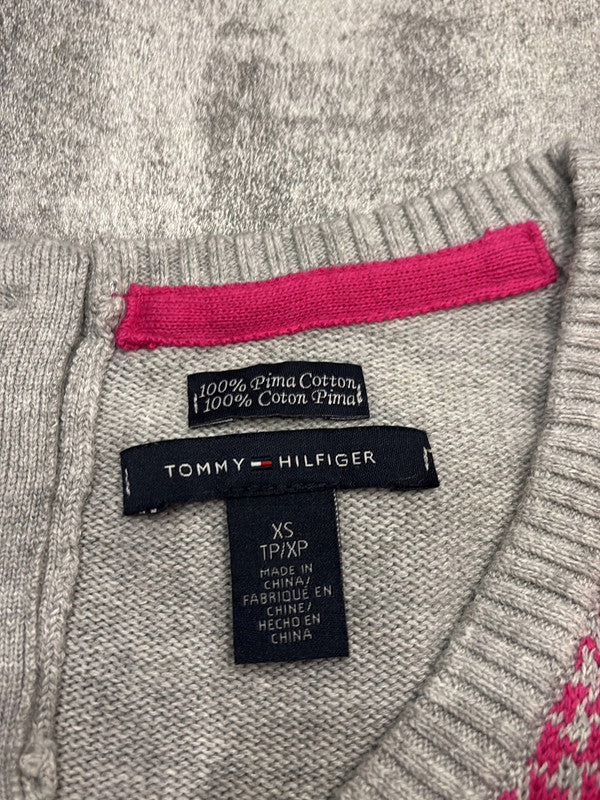 100% Pima Cotton
100% Coton Pima
TOMMY HILFIGER
XS
TP/XP
MADE IN
CHINA/
FABRIQUÉ EN
CHINE/
HECHO EN
CHINA